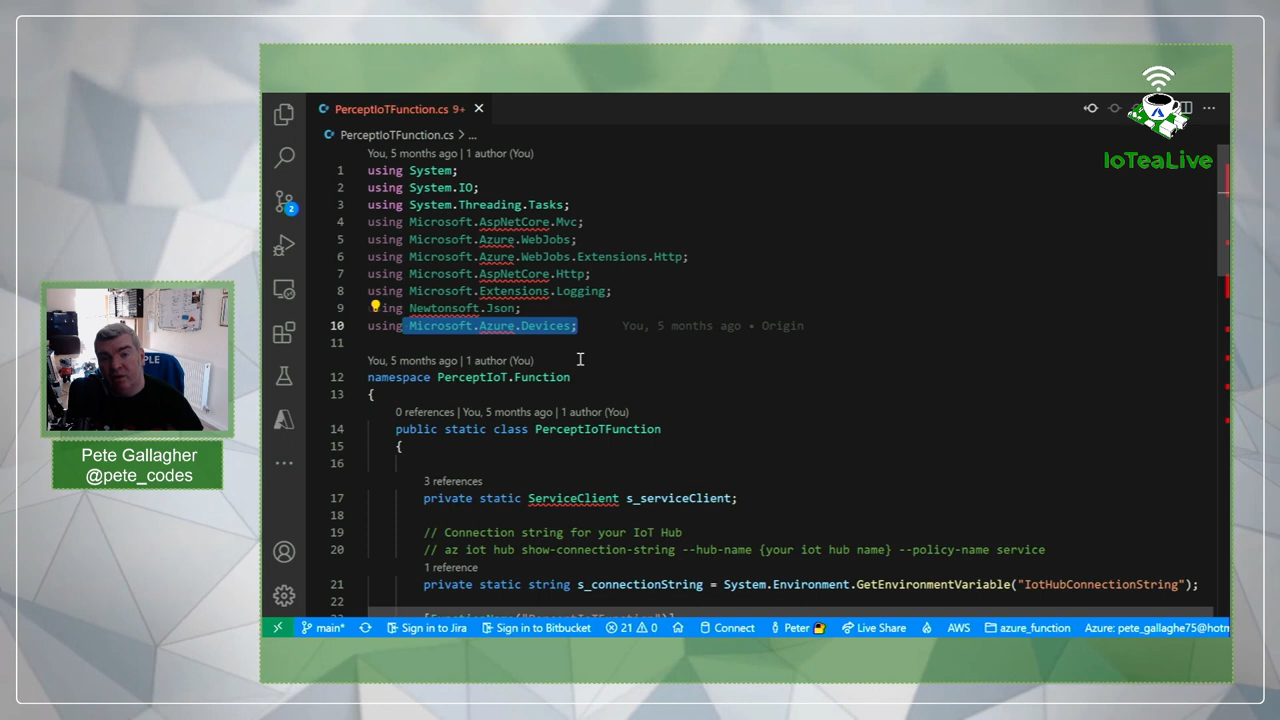 PerceptIoTFunction.cs 9+
PerceptIoTFunction.cs > ...
You, 5 months ago | 1 author (You)
1 using System;
2 using System.IO;
3 using System.Threading.Tasks;
4 using Microsoft.AspNetCore.Mvc;
5 using Microsoft.Azure.WebJobs;
6 using Microsoft.Azure.WebJobs.Extensions.Http;
7 using Microsoft.AspNetCore.Http;
8 using Microsoft.Extensions.Logging;
9 ing Newtonsoft.Json;
10 using Microsoft.Azure.Devices; You, 5 months ago • Origin
11
You, 5 months ago | 1 author (You)
12 namespace PerceptIoT.Function
13 {
0 references | You, 5 months ago | 1 author (You)
14 public static class PerceptIoTFunction
15 {
16
3 references
17 private static ServiceClient s_serviceClient;
18
19 // Connection string for your IoT Hub
20 // az iot hub show-connection-string --hub-name {your iot hub name} --policy-name service
1 reference
21 private static string s_connectionString = System.Environment.GetEnvironmentVariable("IotHubConnectionString");
22
main* Sign in to Jira Sign in to Bitbucket 21 0 Connect Peter Live Share AWS azure_function Azure: pete_gallaghe75@hotm
2
IoTeaLive
PLE
Pete Gallagher
@pete_codes